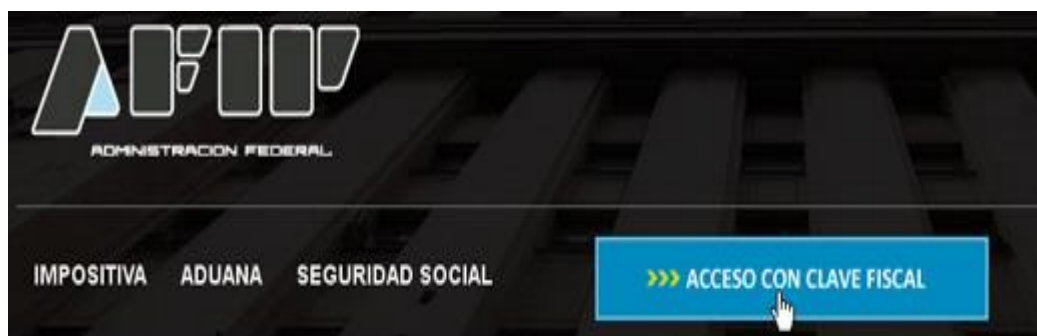 AFIP
ADMINISTRACION FEDERAL
IMPOSITIVA ADUANA SEGURIDAD SOCIAL >>> ACCESO CON CLAVE FISCAL